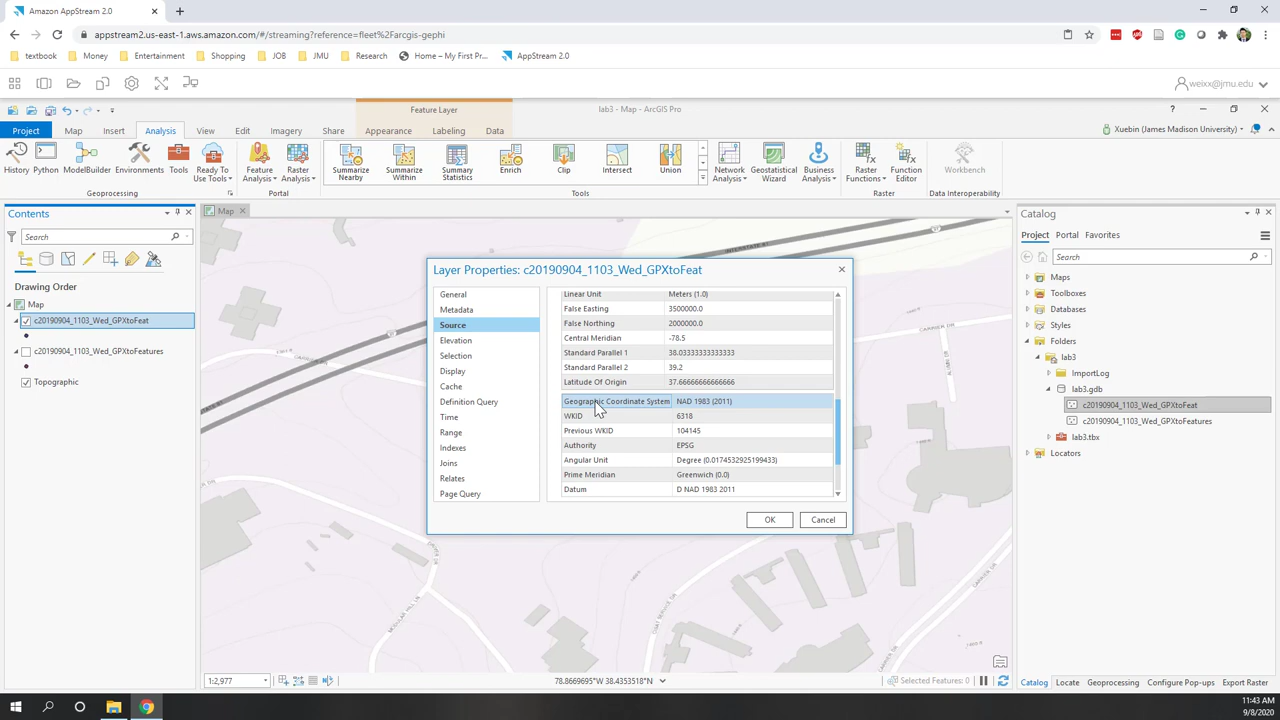 Amazon AppStream 2.0
appstream2.us-east-1.aws.amazon.com/#/streaming?reference=fleet%2Farcgis-gephi
textbook
Money
Shopping
JOB
JMU
Research
Home - My First Pr...
AppStream 2.0
weixx@jmu.edu
Feature Layer
lab3 - Map - ArcGIS Pro
Project
Map
Insert
Analysis
View
Edit
Imagery
Share
Appearance
Labeling
Data
Xuebin (James Madison University)
History
Python
ModelBuilder
Environments
Tools
Ready To Use Tools
Feature Analysis
Raster Analysis
Summarize Nearby
Summarize Within
Summary Statistics
Enrich
Clip
Intersect
Union
Network Analysis
Geostatistical Wizard
Business Analysis
Raster Functions
Function Editor
Workbench
Geoprocessing
Portal
Tools
Raster
Data Interoperability
Contents
Search
Drawing Order
Map
c20190904_1103_Wed_GPXtoFeat
c20190904_1103_Wed_GPXtoFeatures
Topographic
Map
INTERSTATE 81
CARRIER DR
Layer Properties: c20190904_1103_Wed_GPXtoFeat
General
Metadata
Source
Elevation
Selection
Display
Cache
Definition Query
Time
Range
Indexes
Joins
Relates
Page Query
Linear Unit Meters (1.0)
False Easting 3500000.0
False Northing 2000000.0
Central Meridian -78.5
Standard Parallel 1 38.03333333333333
Standard Parallel 2 39.2
Latitude Of Origin 37.66666666666666
Geographic Coordinate System NAD 1983 (2011)
WKID 6318
Previous WKID 104145
Authority EPSG
Angular Unit Degree (0.0174532925199433)
Prime Meridian Greenwich (0.0)
Datum D NAD 1983 2011
OK
Cancel
CARRIER DR
1:2,977
78.8669695°W 38.4353518°N
Selected Features: 0
Catalog
Project
Portal
Favorites
Search
Maps
Toolboxes
Databases
Styles
Folders
lab3
ImportLog
lab3.gdb
c20190904_1103_Wed_GPXtoFeat
c20190904_1103_Wed_GPXtoFeatures
lab3.tbx
Locators
Catalog
Locate
Geoprocessing
Configure Pop-ups
Export Raster
11:43 AM
9/8/2020